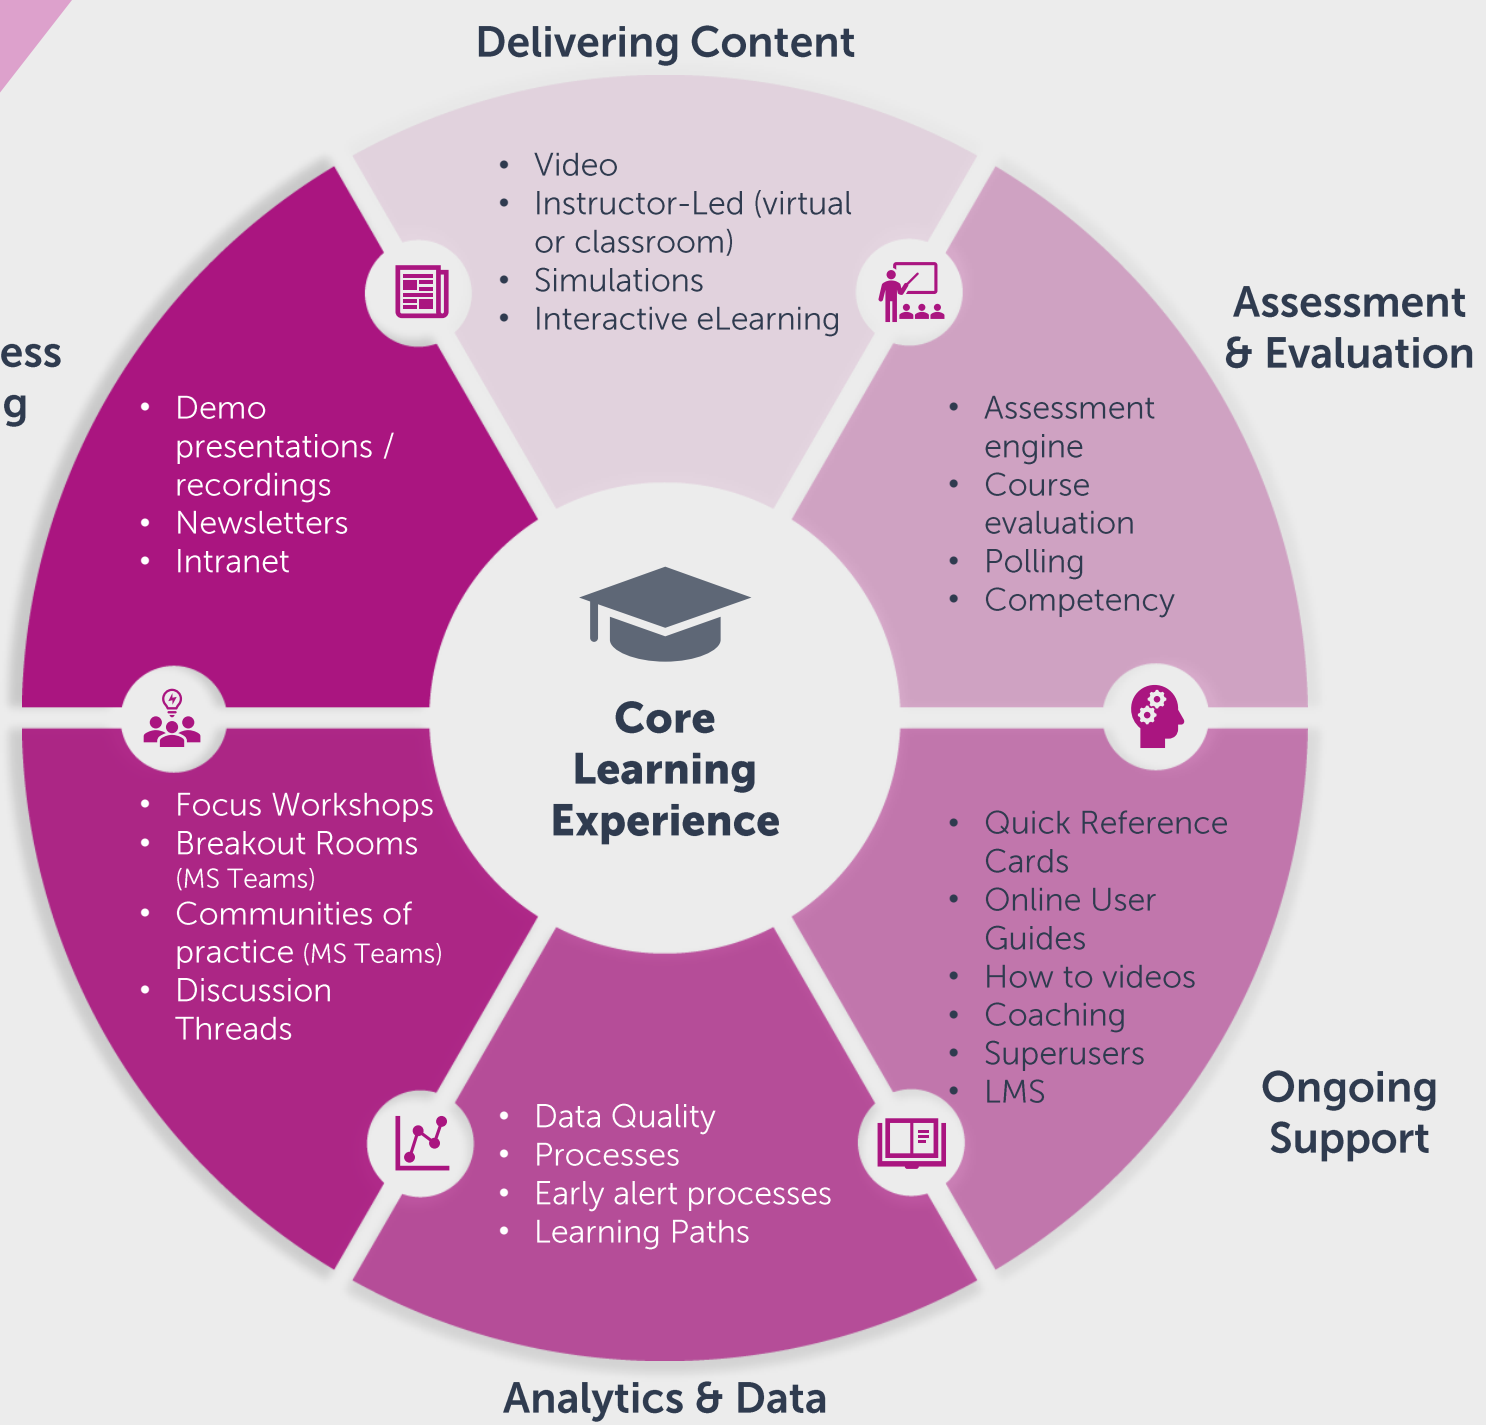 Delivering Content
• Video
• Instructor-Led (virtual
or classroom)
• Simulations
• Interactive eLearning
Assessment
& Evaluation
• Assessment
engine
• Course
evaluation
• Polling
• Competency
• Quick Reference
Cards
• Online User
Guides
• How to videos
• Coaching
• Superusers
• LMS
Ongoing
Support
• Data Quality
• Processes
• Early alert processes
• Learning Paths
Analytics & Data
• Focus Workshops
• Breakout Rooms
(MS Teams)
• Communities of
practice (MS Teams)
• Discussion
Threads
ess
g
• Demo
presentations /
recordings
• Newsletters
• Intranet
Core
Learning
Experience